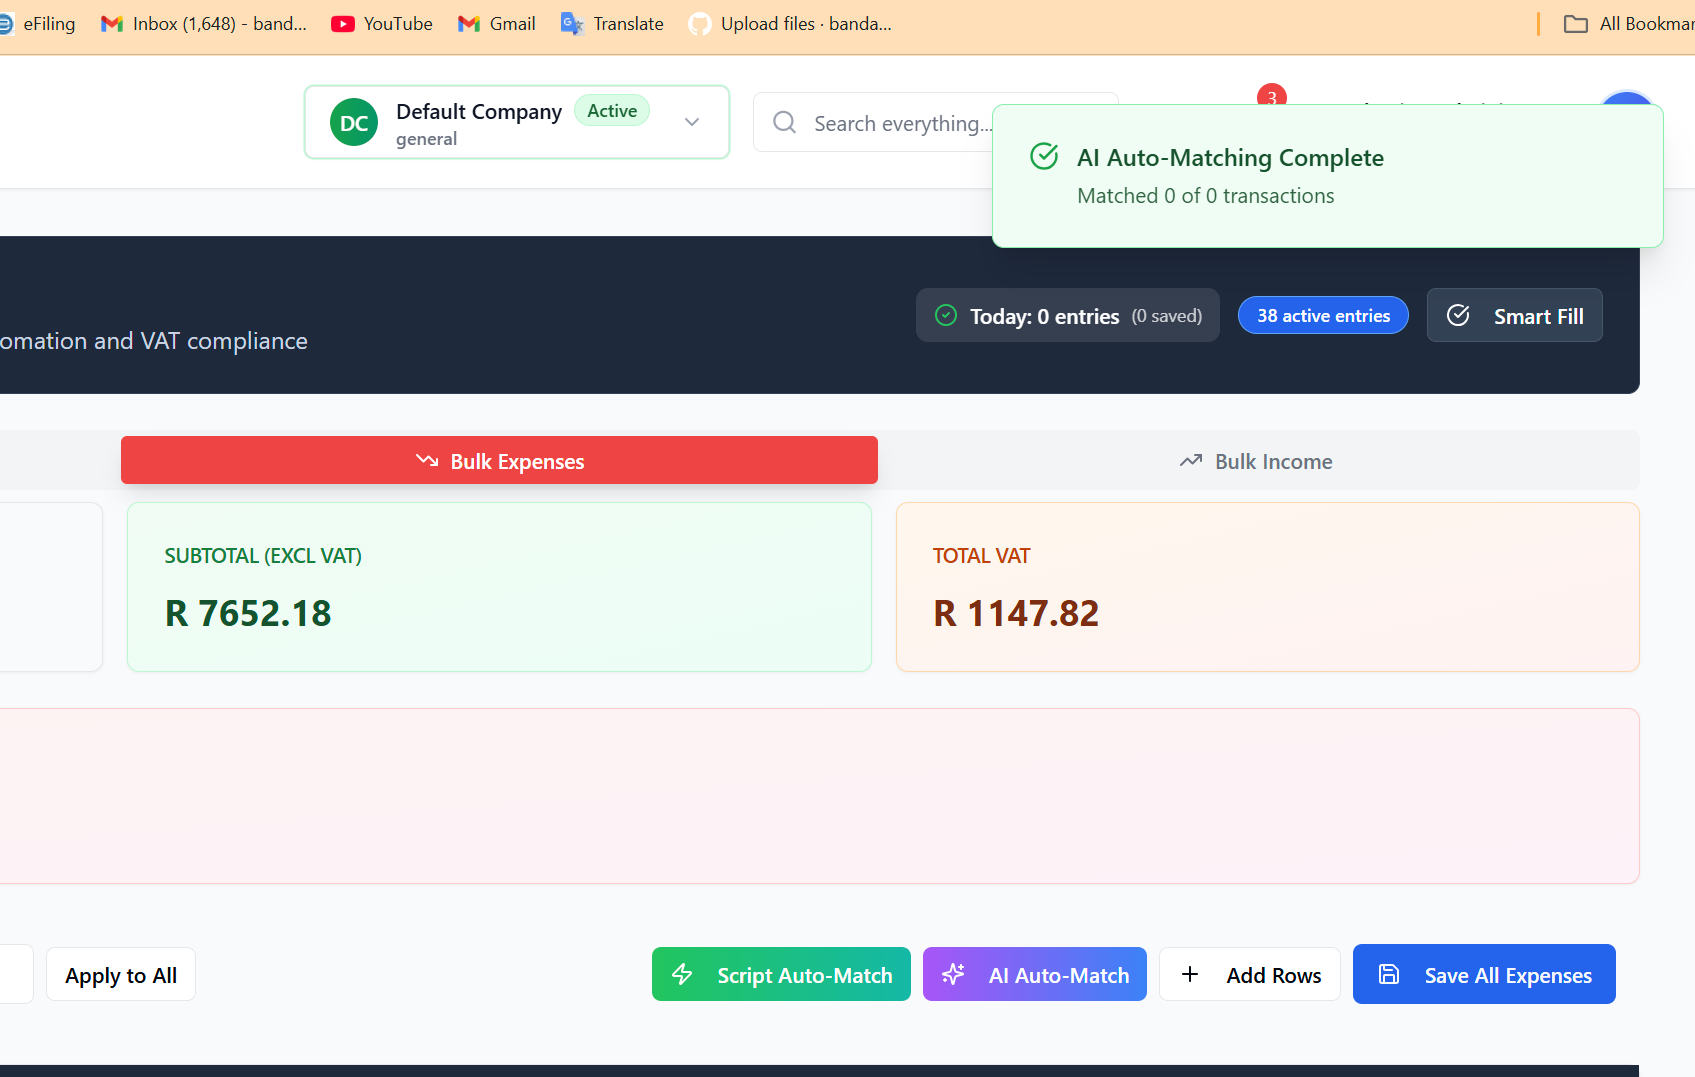 eFiling
Inbox (1,648) - band...
YouTube
Gmail
Translate
Upload files · banda...
DC
Default Company
Active
general
Search everything...
3
AI Auto-Matching Complete
Matched 0 of 0 transactions
Today: 0 entries (0 saved)
38 active entries
Smart Fill
and VAT compliance
Bulk Expenses
Bulk Income
SUBTOTAL (EXCL VAT)
R 7652.18
TOTAL VAT
R 1147.82
Apply to All
Script Auto-Match
AI Auto-Match
Add Rows
Save All Expenses